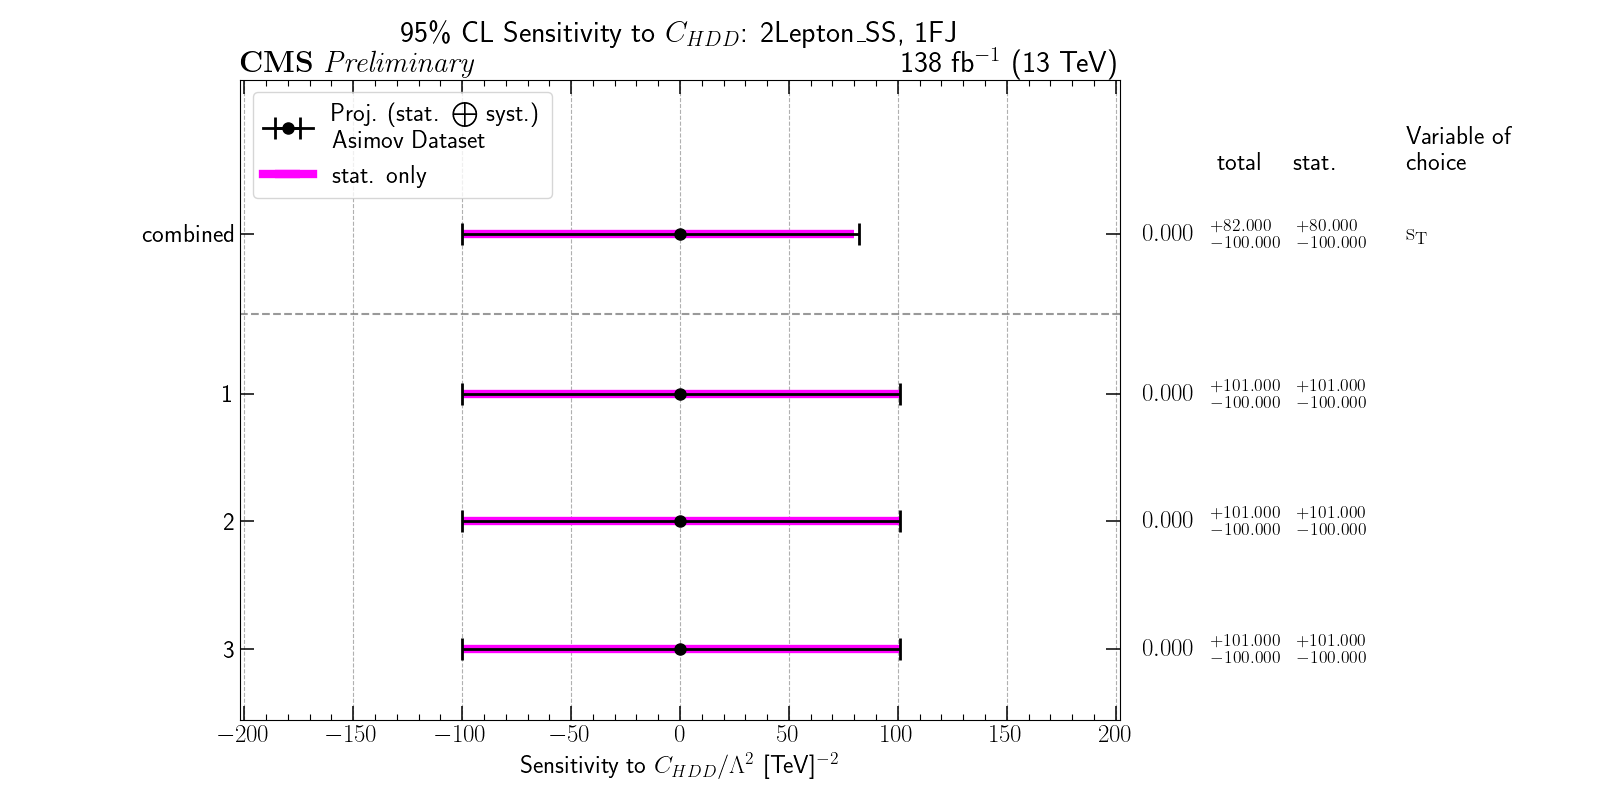 95% CL Sensitivity to C_{HDD}: 2Lepton_SS, 1FJ
CMS Preliminary
138 fb^{-1} (13 TeV)
Proj. (stat. ⨁ syst.)
Asimov Dataset
stat. only
Variable of
choice
total stat.
combined
0.000 +82.000 −100.000 +80.000 −100.000 s_T
1
0.000 +101.000 −100.000 +101.000 −100.000
2
0.000 +101.000 −100.000 +101.000 −100.000
3
0.000 +101.000 −100.000 +101.000 −100.000
−200 −150 −100 −50 0 50 100 150 200
Sensitivity to C_{HDD}/Λ^2 [TeV]^{−2}